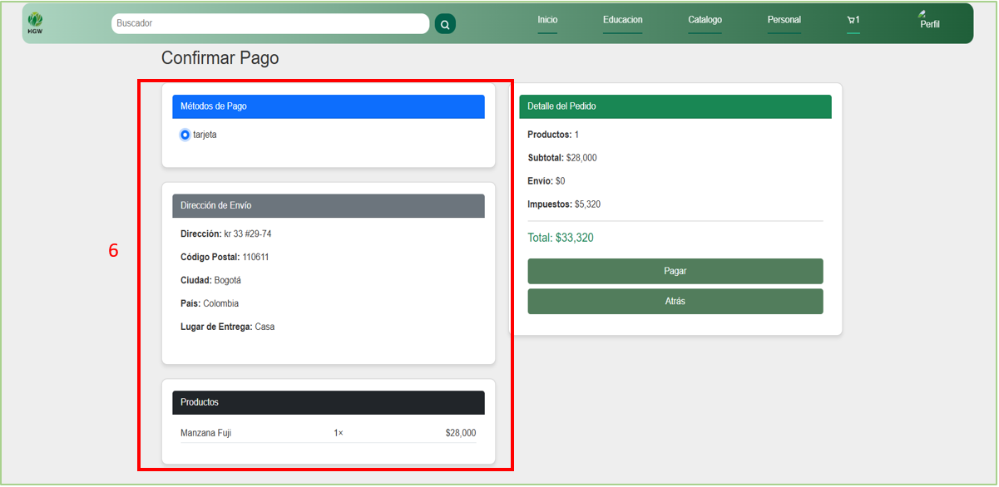 HGW
Buscador
Inicio
Educacion
Catalogo
Personal
1
Perfil
Confirmar Pago
Métodos de Pago
tarjeta
Dirección de Envío
Dirección: kr 33 #29-74
Código Postal: 110611
Ciudad: Bogotá
País: Colombia
Lugar de Entrega: Casa
Productos
Manzana Fuji 1× $28,000
6
Detalle del Pedido
Productos: 1
Subtotal: $28,000
Envio: $0
Impuestos: $5,320
Total: $33,320
Pagar
Atrás